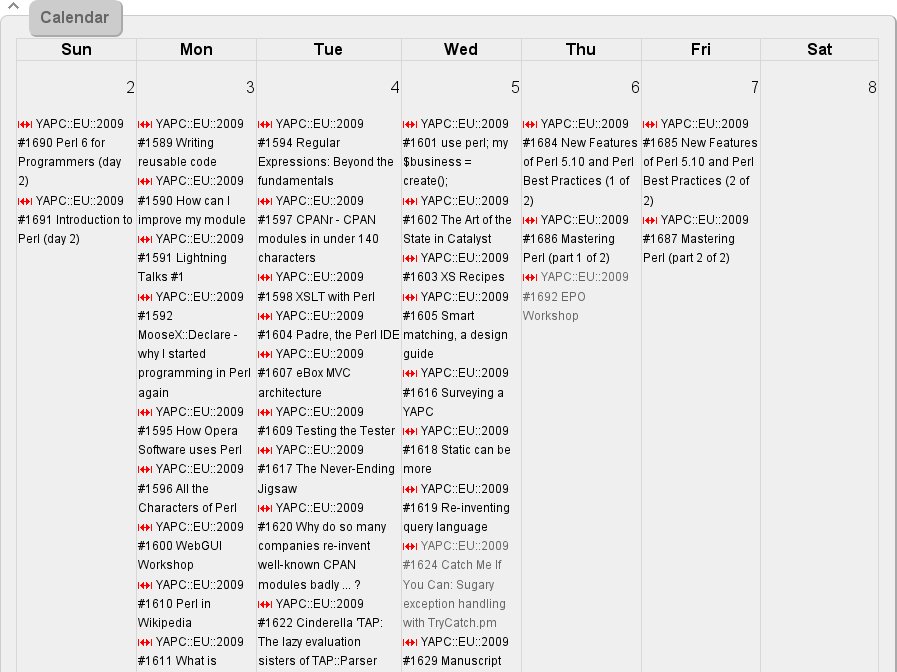 Calendar
Sun Mon Tue Wed Thu Fri Sat
2 3 4 5 6 7 8
YAPC::EU::2009
#1690 Perl 6 for
Programmers (day
2)
YAPC::EU::2009
#1691 Introduction to
Perl (day 2)
YAPC::EU::2009
#1589 Writing
reusable code
YAPC::EU::2009
#1590 How can I
improve my module
YAPC::EU::2009
#1591 Lightning
Talks #1
YAPC::EU::2009
#1592
MooseX::Declare -
why I started
programming in Perl
again
YAPC::EU::2009
#1595 How Opera
Software uses Perl
YAPC::EU::2009
#1596 All the
Characters of Perl
YAPC::EU::2009
#1600 WebGUI
Workshop
YAPC::EU::2009
#1610 Perl in
Wikipedia
YAPC::EU::2009
#1611 What is
YAPC::EU::2009
#1594 Regular
Expressions: Beyond the
fundamentals
YAPC::EU::2009
#1597 CPANr - CPAN
modules in under 140
characters
YAPC::EU::2009
#1598 XSLT with Perl
YAPC::EU::2009
#1604 Padre, the Perl IDE
YAPC::EU::2009
#1607 eBox MVC
architecture
YAPC::EU::2009
#1609 Testing the Tester
YAPC::EU::2009
#1617 The Never-Ending
Jigsaw
YAPC::EU::2009
#1620 Why do so many
companies re-invent
well-known CPAN
modules badly ... ?
YAPC::EU::2009
#1622 Cinderella 'TAP:
The lazy evaluation
sisters of TAP::Parser
YAPC::EU::2009
#1601 use perl; my
$business =
create();
YAPC::EU::2009
#1602 The Art of the
State in Catalyst
YAPC::EU::2009
#1603 XS Recipes
YAPC::EU::2009
#1605 Smart
matching, a design
guide
YAPC::EU::2009
#1616 Surveying a
YAPC
YAPC::EU::2009
#1618 Static can be
more
YAPC::EU::2009
#1619 Re-inventing
query language
YAPC::EU::2009
#1624 Catch Me If
You Can: Sugary
exception handling
with TryCatch.pm
YAPC::EU::2009
#1629 Manuscript
YAPC::EU::2009
#1684 New Features
of Perl 5.10 and Perl
Best Practices (1 of
2)
YAPC::EU::2009
#1686 Mastering
Perl (part 1 of 2)
YAPC::EU::2009
#1692 EPO
Workshop
YAPC::EU::2009
#1685 New Features
of Perl 5.10 and Perl
Best Practices (2 of
2)
YAPC::EU::2009
#1687 Mastering
Perl (part 2 of 2)